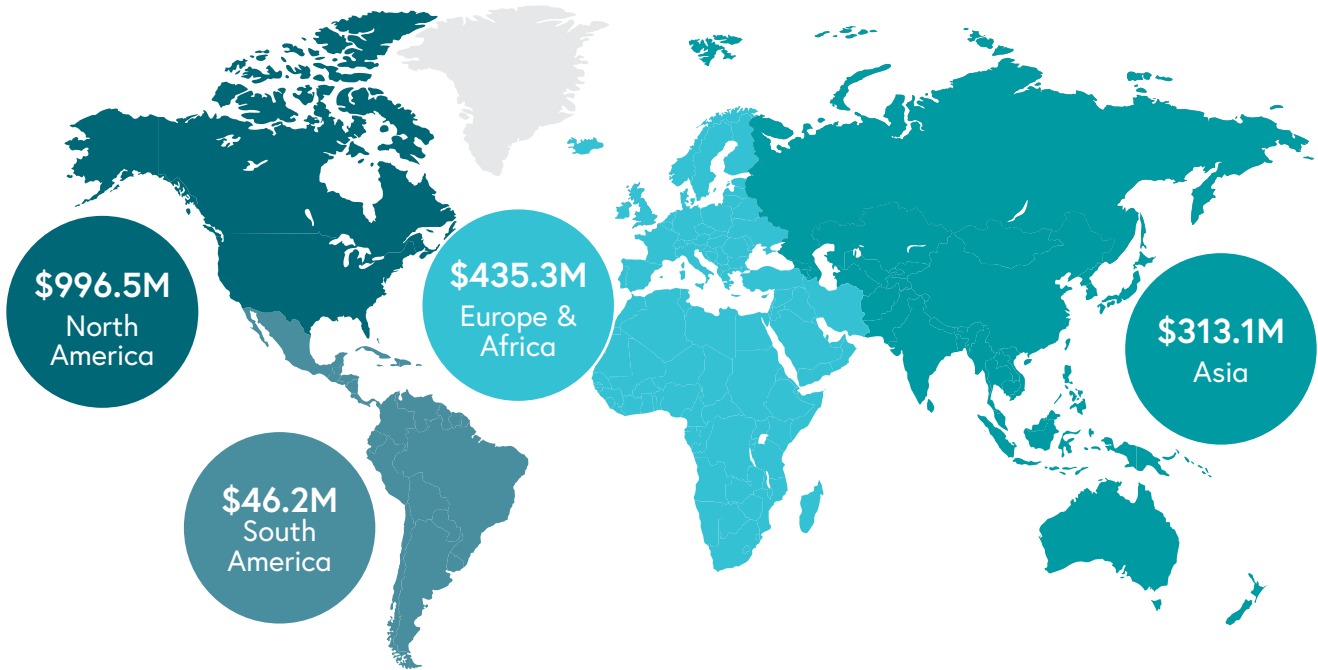 $996.5M
North
America
$435.3M
Europe &
Africa
$313.1M
Asia
$46.2M
South
America